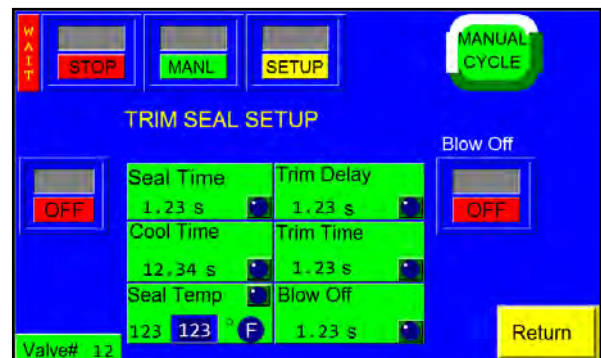 WAIT
STOP
MANL
SETUP
MANUAL
CYCLE
TRIM SEAL SETUP
Blow Off
OFF
Seal Time
1.23 s
Trim Delay
1.23 s
OFF
Cool Time
12.34 s
Trim Time
1.23 s
Seal Temp
123 123 ° F
Blow Off
1.23 s
Valve# 12
Return